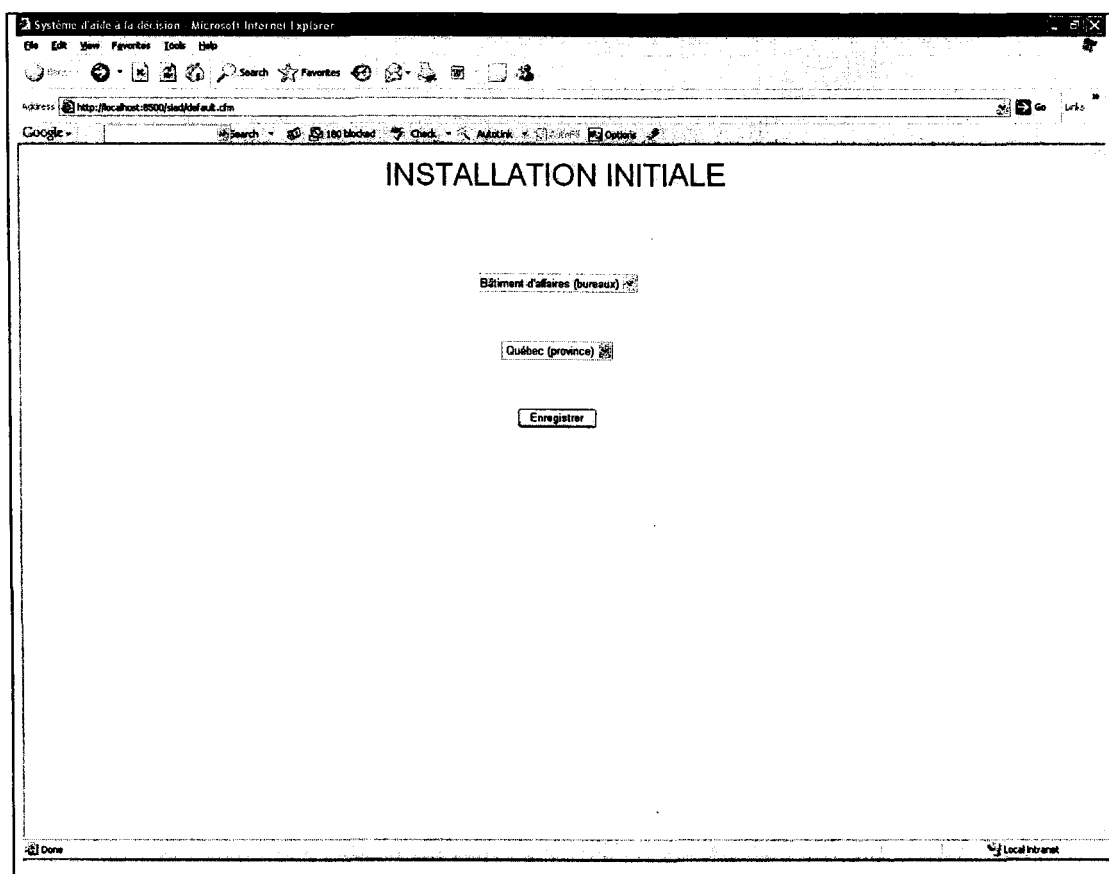 Système d'aide à la décision - Microsoft Internet Explorer
File Edit View Favorites Tools Help
Search Favorites
Address http://localhost:8500/siad/default.cfm Go Links
Google Search 180 blocked Check AutoLink Options
INSTALLATION INITIALE
Bâtiment d'affaires (bureaux)
Québec (province)
Enregistrer
Done Local intranet